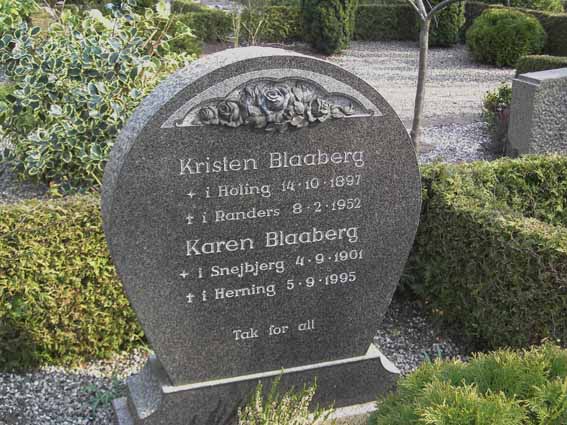 Kristen Blaaberg
+ i Höling 14·10·1897
† i Randers 8·2·1952
Karen Blaaberg
+ i Snejbjerg 4·9·1901
† i Herning 5·9·1995
Tak for all